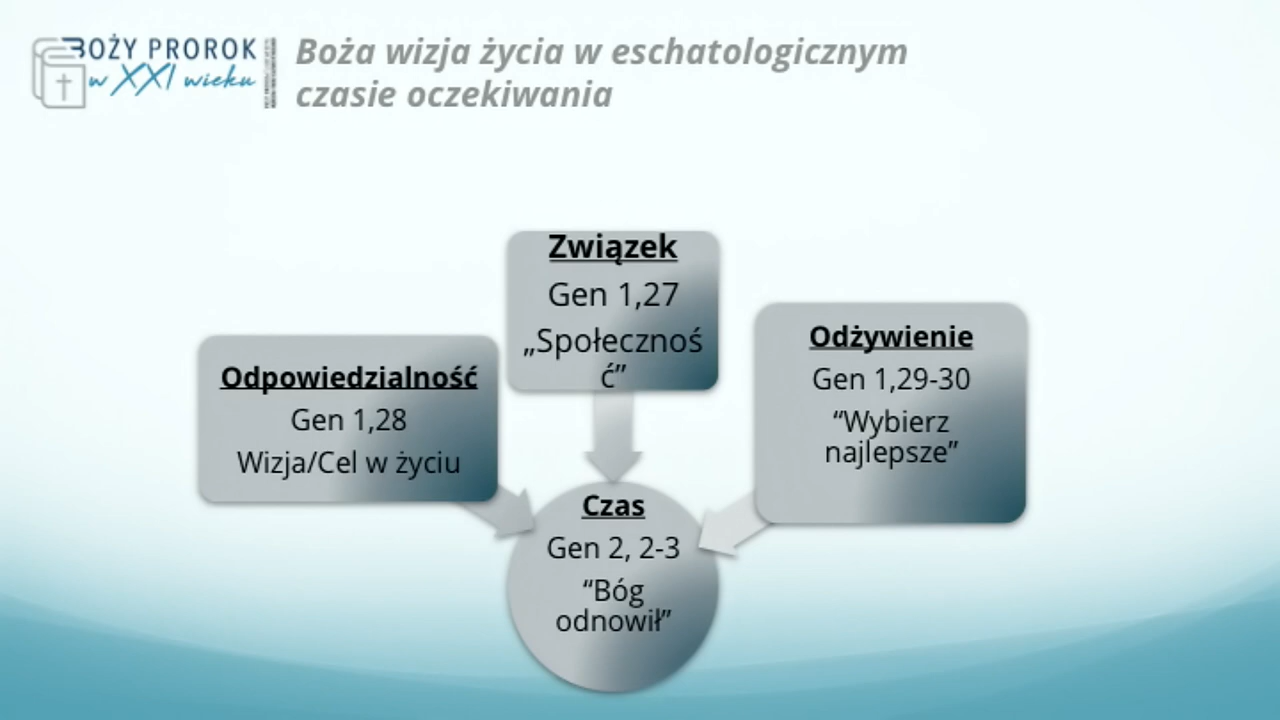 BOŻY PROROK
w XXI wieku
Boża wizja życia w eschatologicznym
czasie oczekiwania
Związek
Gen 1,27
„Społecznoś
ć”
Odpowiedzialność
Gen 1,28
Wizja/Cel w życiu
Odżywienie
Gen 1,29-30
“Wybierz
najlepsze”
Czas
Gen 2, 2-3
“Bóg
odnowił”